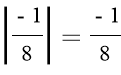 |-1/8| = -1/8